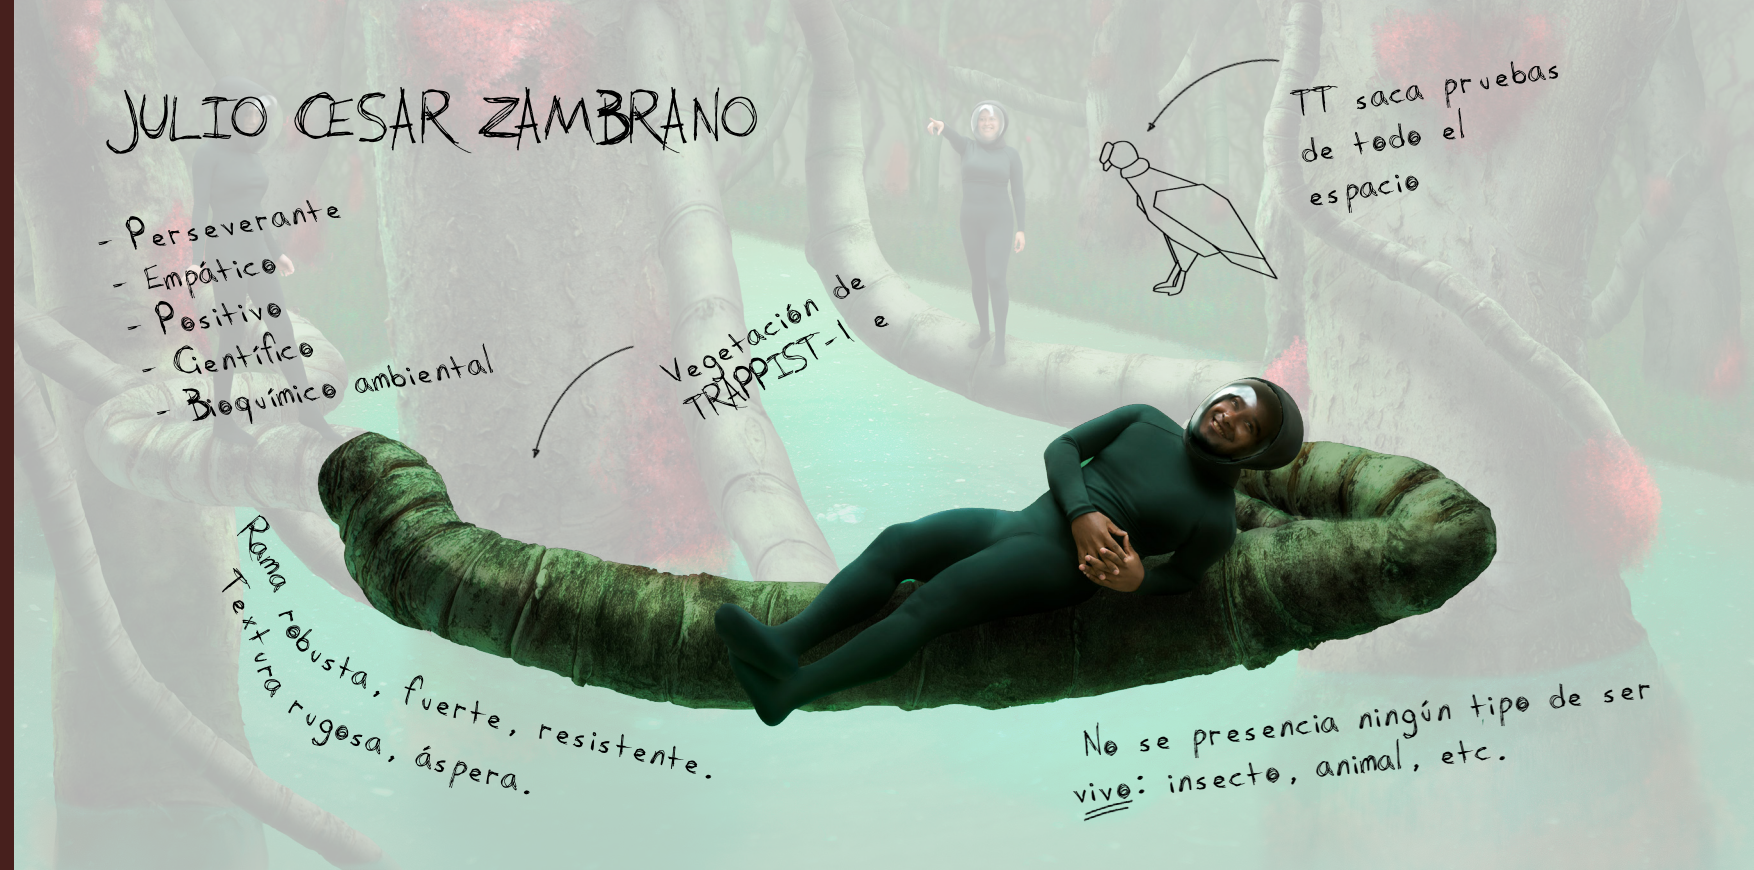 JULIO CESAR ZAMBRANO
- Perseverante
- Empático
- Positivo
- Científico
- Bioquímico ambiental
Vegetación de
TRAPPIST-1 e
TT saca pruebas
de todo el
espacio
Rama robusta, fuerte, resistente.
Textura rugosa, áspera.
No se presencia ningún tipo de ser
vivo: insecto, animal, etc.